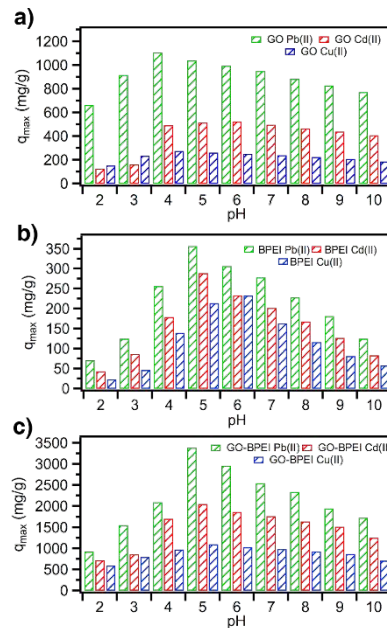 a)
GO Pb(II) GO Cd(II)
GO Cu(II)
1200
1000
800
600
400
200
0
qmax (mg/g)
2 3 4 5 6 7 8 9 10
pH
b)
BPEI Pb(II) BPEI Cd(II)
BPEI Cu(II)
350
300
250
200
150
100
50
0
qmax (mg/g)
2 3 4 5 6 7 8 9 10
pH
c)
GO-BPEI Pb(II) GO-BPEI Cd(II)
GO-BPEI Cu(II)
3500
3000
2500
2000
1500
1000
500
0
qmax (mg/g)
2 3 4 5 6 7 8 9 10
pH